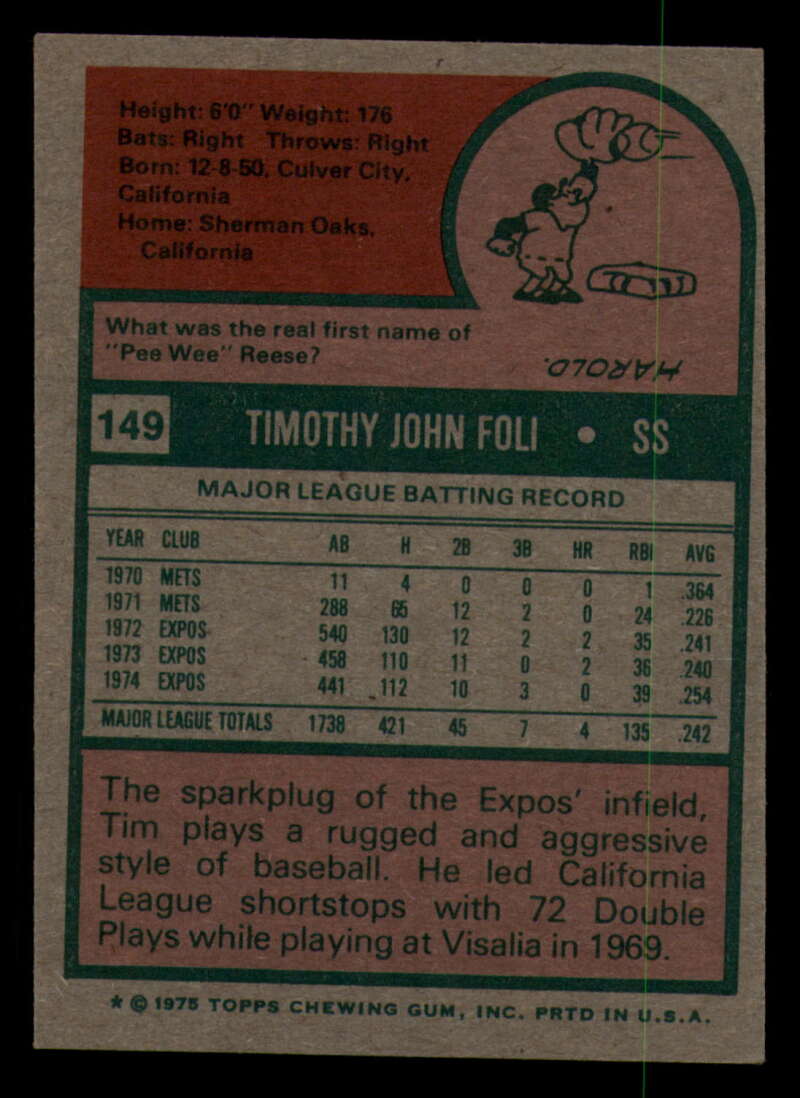 Height: 6'0" Weight: 176
Bats: Right Throws: Right
Born: 12-8-50, Culver City,
California
Home: Sherman Oaks,
California
What was the real first name of
"Pee Wee" Reese?
HAROLD.
149 TIMOTHY JOHN FOLI • SS
MAJOR LEAGUE BATTING RECORD
YEAR CLUB AB H 2B 3B HR RBI AVG
1970 METS 11 4 0 0 0 1 .364
1971 METS 288 65 12 2 0 24 .226
1972 EXPOS 540 130 12 2 2 35 .241
1973 EXPOS 458 110 11 0 2 36 .240
1974 EXPOS 441 112 10 3 0 39 .254
MAJOR LEAGUE TOTALS 1738 421 45 7 4 135 .242
The sparkplug of the Expos' infield,
Tim plays a rugged and aggressive
style of baseball. He led California
League shortstops with 72 Double
Plays while playing at Visalia in 1969.
* © 1975 TOPPS CHEWING GUM, INC. PRTD IN U.S.A.